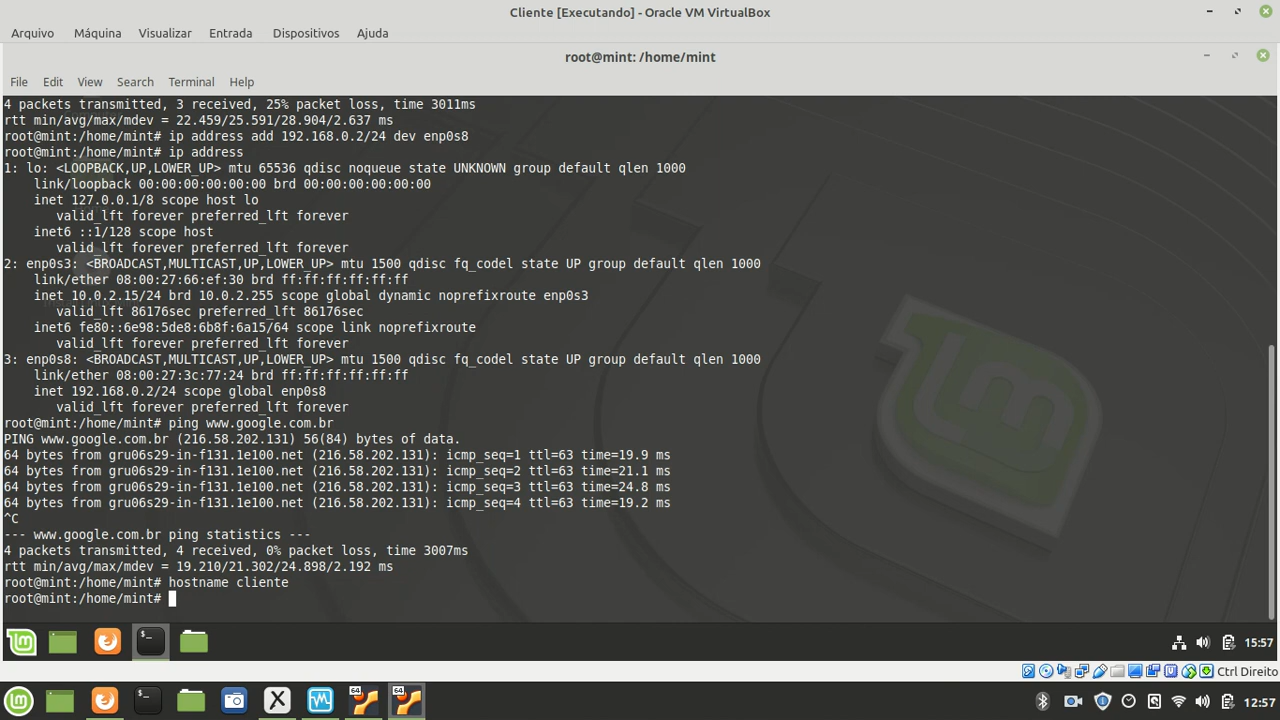 Cliente [Executando] - Oracle VM VirtualBox
Arquivo Máquina Visualizar Entrada Dispositivos Ajuda
root@mint: /home/mint
File Edit View Search Terminal Help
4 packets transmitted, 3 received, 25% packet loss, time 3011ms
rtt min/avg/max/mdev = 22.459/25.591/28.904/2.637 ms
root@mint:/home/mint# ip address add 192.168.0.2/24 dev enp0s8
root@mint:/home/mint# ip address
1: lo: <LOOPBACK,UP,LOWER_UP> mtu 65536 qdisc noqueue state UNKNOWN group default qlen 1000
    link/loopback 00:00:00:00:00:00 brd 00:00:00:00:00:00
    inet 127.0.0.1/8 scope host lo
       valid_lft forever preferred_lft forever
    inet6 ::1/128 scope host
       valid_lft forever preferred_lft forever
2: enp0s3: <BROADCAST,MULTICAST,UP,LOWER_UP> mtu 1500 qdisc fq_codel state UP group default qlen 1000
    link/ether 08:00:27:66:ef:30 brd ff:ff:ff:ff:ff:ff
    inet 10.0.2.15/24 brd 10.0.2.255 scope global dynamic noprefixroute enp0s3
       valid_lft 86176sec preferred_lft 86176sec
    inet6 fe80::6e98:5de8:6b8f:6a15/64 scope link noprefixroute
       valid_lft forever preferred_lft forever
3: enp0s8: <BROADCAST,MULTICAST,UP,LOWER_UP> mtu 1500 qdisc fq_codel state UP group default qlen 1000
    link/ether 08:00:27:3c:77:24 brd ff:ff:ff:ff:ff:ff
    inet 192.168.0.2/24 scope global enp0s8
       valid_lft forever preferred_lft forever
root@mint:/home/mint# ping www.google.com.br
PING www.google.com.br (216.58.202.131) 56(84) bytes of data.
64 bytes from gru06s29-in-f131.1e100.net (216.58.202.131): icmp_seq=1 ttl=63 time=19.9 ms
64 bytes from gru06s29-in-f131.1e100.net (216.58.202.131): icmp_seq=2 ttl=63 time=21.1 ms
64 bytes from gru06s29-in-f131.1e100.net (216.58.202.131): icmp_seq=3 ttl=63 time=24.8 ms
64 bytes from gru06s29-in-f131.1e100.net (216.58.202.131): icmp_seq=4 ttl=63 time=19.2 ms
^C
--- www.google.com.br ping statistics ---
4 packets transmitted, 4 received, 0% packet loss, time 3007ms
rtt min/avg/max/mdev = 19.210/21.302/24.898/2.192 ms
root@mint:/home/mint# hostname cliente
root@mint:/home/mint#
15:57
Ctrl Direito
64 64
12:57